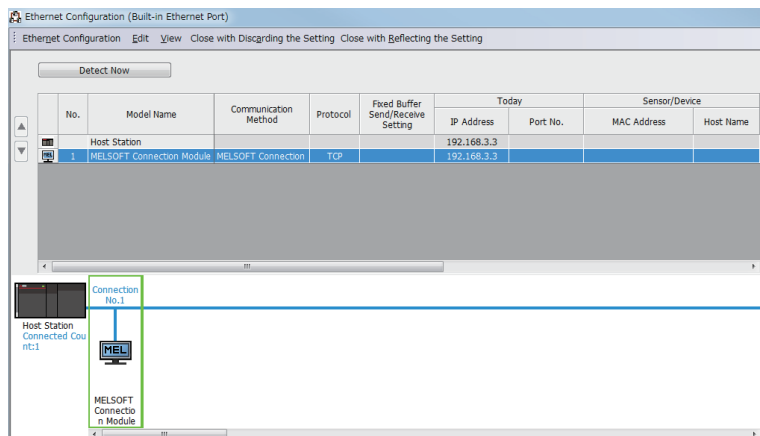 Ethernet Configuration (Built-in Ethernet Port)
Ethernet Configuration Edit View Close with Discarding the Setting Close with Reflecting the Setting
Detect Now
No. Model Name Communication Method Protocol Fixed Buffer Send/Receive Setting Today Sensor/Device
IP Address Port No. MAC Address Host Name
Host Station 192.168.3.3
1 MELSOFT Connection Module MELSOFT Connection TCP 192.168.3.3
Connection
No.1
Host Station
Connected Cou
nt:1
MEL
MELSOFT
Connectio
n Module